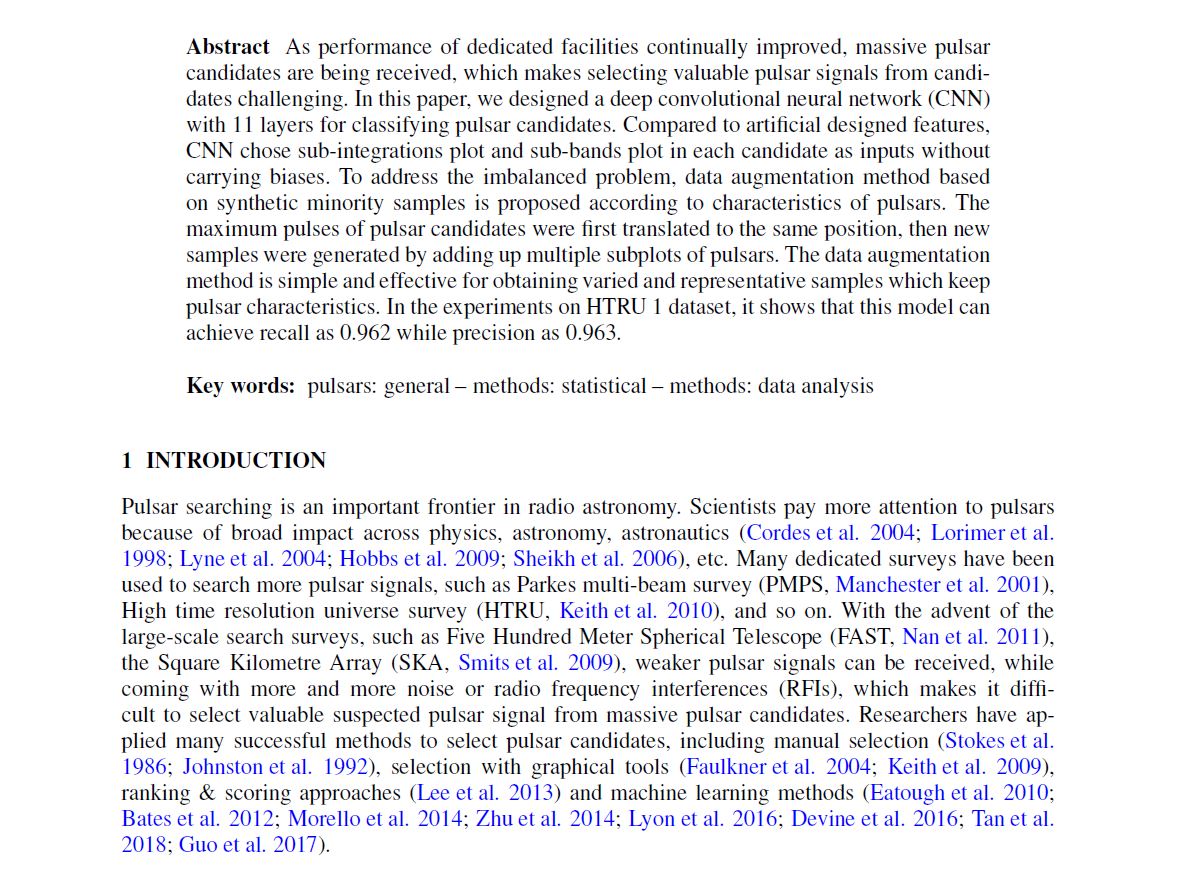 Abstract As performance of dedicated facilities continually improved, massive pulsar
candidates are being received, which makes selecting valuable pulsar signals from candi-
dates challenging. In this paper, we designed a deep convolutional neural network (CNN)
with 11 layers for classifying pulsar candidates. Compared to artificial designed features,
CNN chose sub-integrations plot and sub-bands plot in each candidate as inputs without
carrying biases. To address the imbalanced problem, data augmentation method based
on synthetic minority samples is proposed according to characteristics of pulsars. The
maximum pulses of pulsar candidates were first translated to the same position, then new
samples were generated by adding up multiple subplots of pulsars. The data augmentation
method is simple and effective for obtaining varied and representative samples which keep
pulsar characteristics. In the experiments on HTRU 1 dataset, it shows that this model can
achieve recall as 0.962 while precision as 0.963.
Key words: pulsars: general – methods: statistical – methods: data analysis
1 INTRODUCTION
Pulsar searching is an important frontier in radio astronomy. Scientists pay more attention to pulsars
because of broad impact across physics, astronomy, astronautics (Cordes et al. 2004; Lorimer et al.
1998; Lyne et al. 2004; Hobbs et al. 2009; Sheikh et al. 2006), etc. Many dedicated surveys have been
used to search more pulsar signals, such as Parkes multi-beam survey (PMPS, Manchester et al. 2001),
High time resolution universe survey (HTRU, Keith et al. 2010), and so on. With the advent of the
large-scale search surveys, such as Five Hundred Meter Spherical Telescope (FAST, Nan et al. 2011),
the Square Kilometre Array (SKA, Smits et al. 2009), weaker pulsar signals can be received, while
coming with more and more noise or radio frequency interferences (RFIs), which makes it diffi-
cult to select valuable suspected pulsar signal from massive pulsar candidates. Researchers have ap-
plied many successful methods to select pulsar candidates, including manual selection (Stokes et al.
1986; Johnston et al. 1992), selection with graphical tools (Faulkner et al. 2004; Keith et al. 2009),
ranking & scoring approaches (Lee et al. 2013) and machine learning methods (Eatough et al. 2010;
Bates et al. 2012; Morello et al. 2014; Zhu et al. 2014; Lyon et al. 2016; Devine et al. 2016; Tan et al.
2018; Guo et al. 2017).